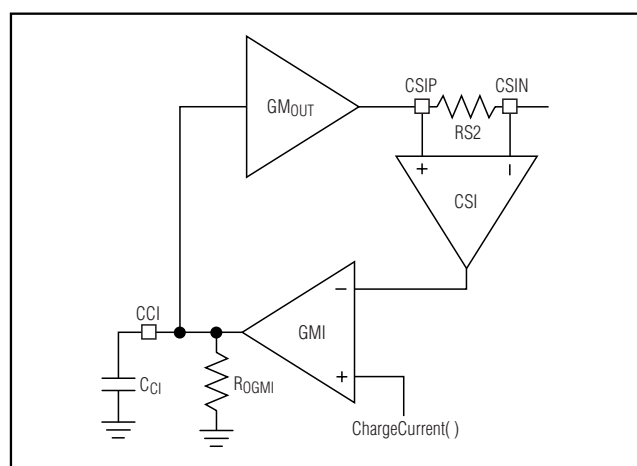 GMOUT
CSIP
CSIN
RS2
+
−
CSI
CCI
−
GMI
+
CCI
ROGMI
ChargeCurrent( )